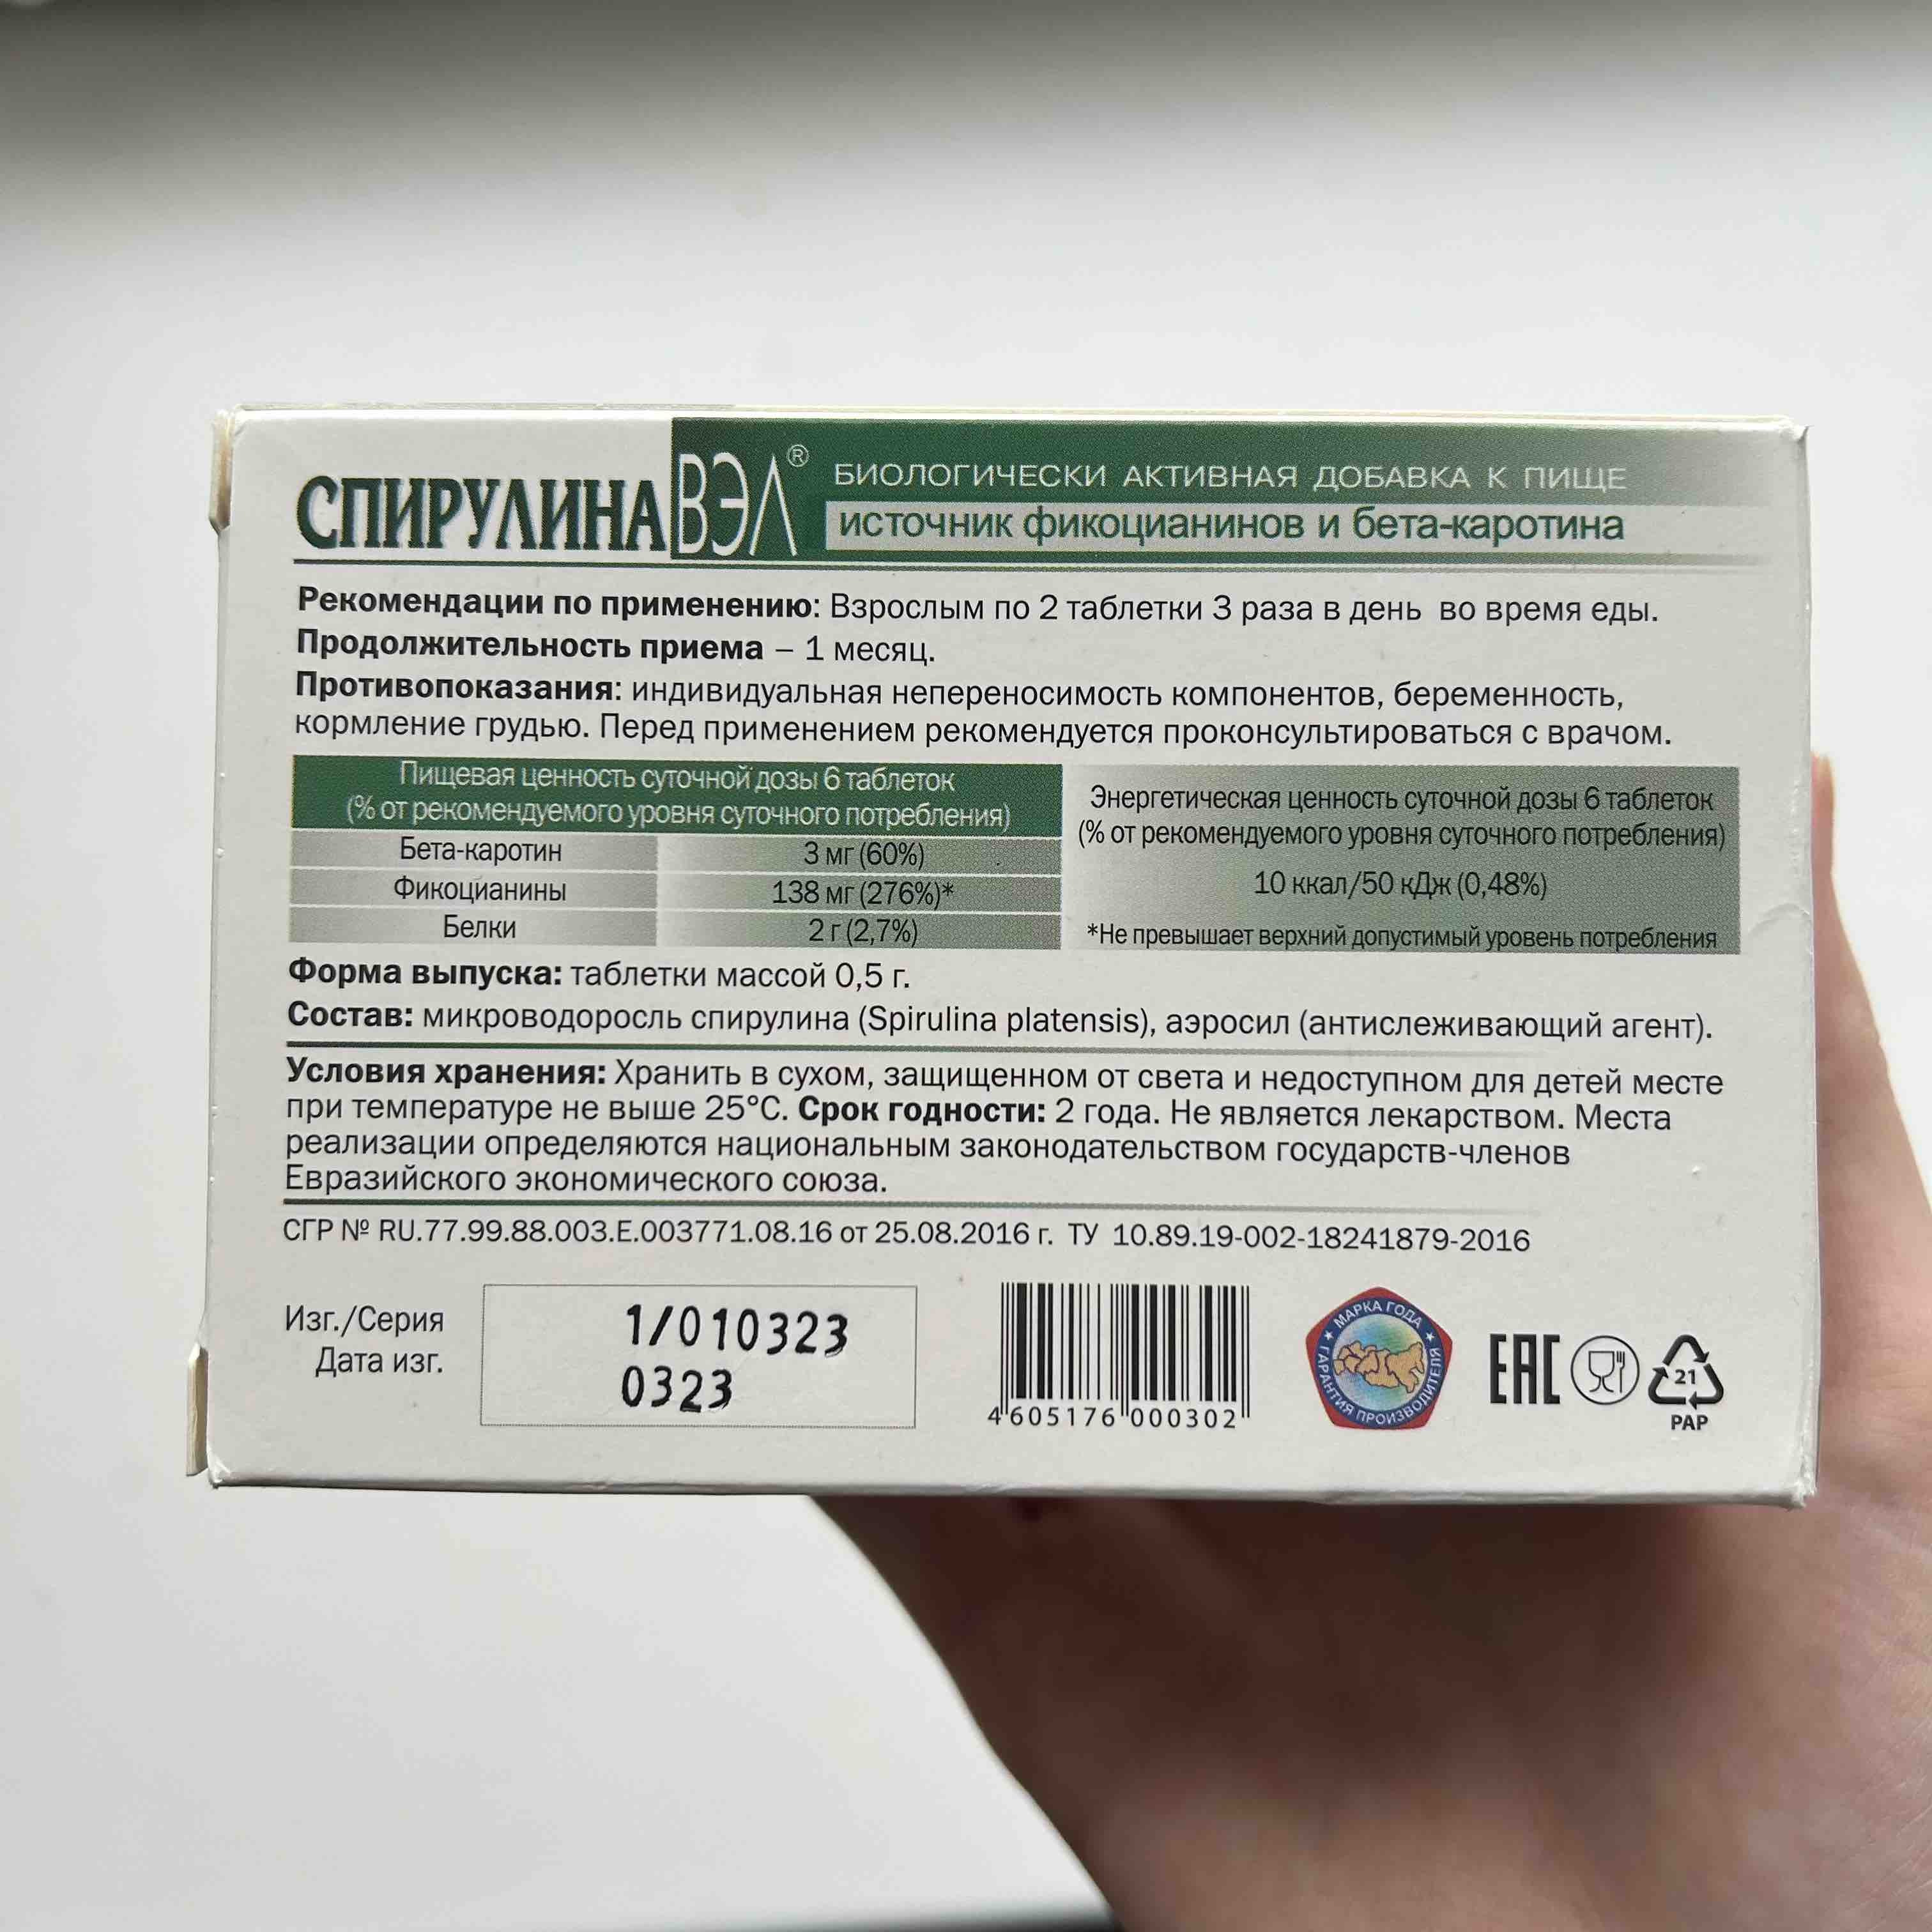 СПИРУЛИНА ВЭЛ®
БИОЛОГИЧЕСКИ АКТИВНАЯ ДОБАВКА К ПИЩЕ
источник фикоцианинов и бета-каротина
Рекомендации по применению: Взрослым по 2 таблетки 3 раза в день во время еды.
Продолжительность приема – 1 месяц.
Противопоказания: индивидуальная непереносимость компонентов, беременность,
кормление грудью. Перед применением рекомендуется проконсультироваться с врачом.
Пищевая ценность суточной дозы 6 таблеток
(% от рекомендуемого уровня суточного потребления)
Бета-каротин 3 мг (60%)
Фикоцианины 138 мг (276%)*
Белки 2 г (2,7%)
Энергетическая ценность суточной дозы 6 таблеток
(% от рекомендуемого уровня суточного потребления)
10 ккал/50 кДж (0,48%)
*Не превышает верхний допустимый уровень потребления
Форма выпуска: таблетки массой 0,5 г.
Состав: микроводоросль спирулина (Spirulina platensis), аэросил (антислеживающий агент).
Условия хранения: Хранить в сухом, защищенном от света и недоступном для детей месте
при температуре не выше 25°С. Срок годности: 2 года. Не является лекарством. Места
реализации определяются национальным законодательством государств-членов
Евразийского экономического союза.
СГР № RU.77.99.88.003.Е.003771.08.16 от 25.08.2016 г. ТУ 10.89.19-002-18241879-2016
Изг./Серия 1/010323
Дата изг. 0323
4 605176 000302
МАРКА ГОДА
ГАРАНТИЯ ПРОИЗВОДИТЕЛЯ
ЕАС
21
PAP